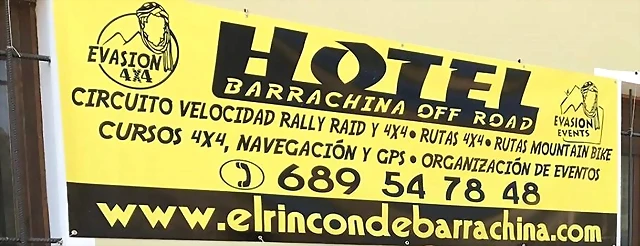 EVASION
4X4
HOTEL
BARRACHINA OFF ROAD
EVASION
EVENTS
CIRCUITO VELOCIDAD RALLY RAID Y 4X4 • RUTAS 4X4 • RUTAS MOUNTAIN BIKE
CURSOS 4X4, NAVEGACIÓN Y GPS • ORGANIZACIÓN DE EVENTOS
689 54 78 48
www.elrincondebarrachina.com